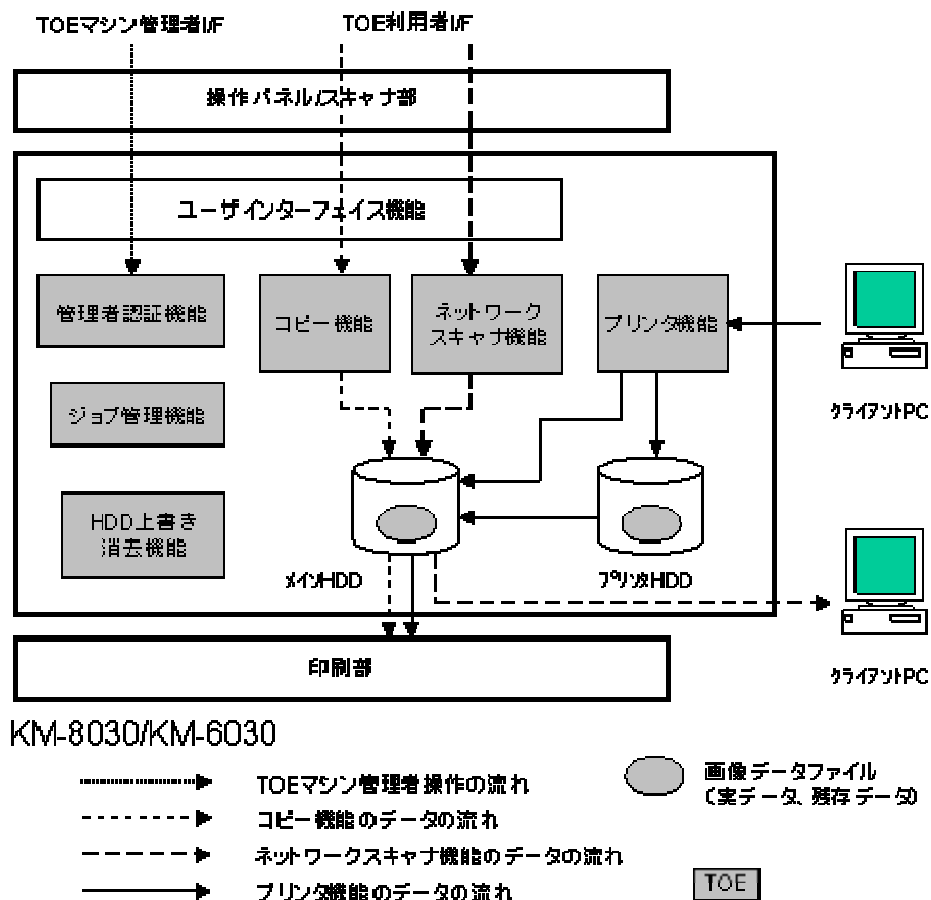 TOEマシン管理者I/F
TOE利用者I/F
操作パネル/スキャナ部
ユーザインターフェイス機能
管理者認証機能
コピー機能
ネットワーク
スキャナ機能
プリンタ機能
クライアントPC
ジョブ管理機能
HDD上書き
消去機能
メインHDD
プリンタHDD
クライアントPC
印刷部
KM-8030/KM-6030
TOEマシン管理者操作の流れ
コピー機能のデータの流れ
ネットワークスキャナ機能のデータの流れ
プリンタ機能のデータの流れ
画像データファイル
(実データ、残存データ)
TOE